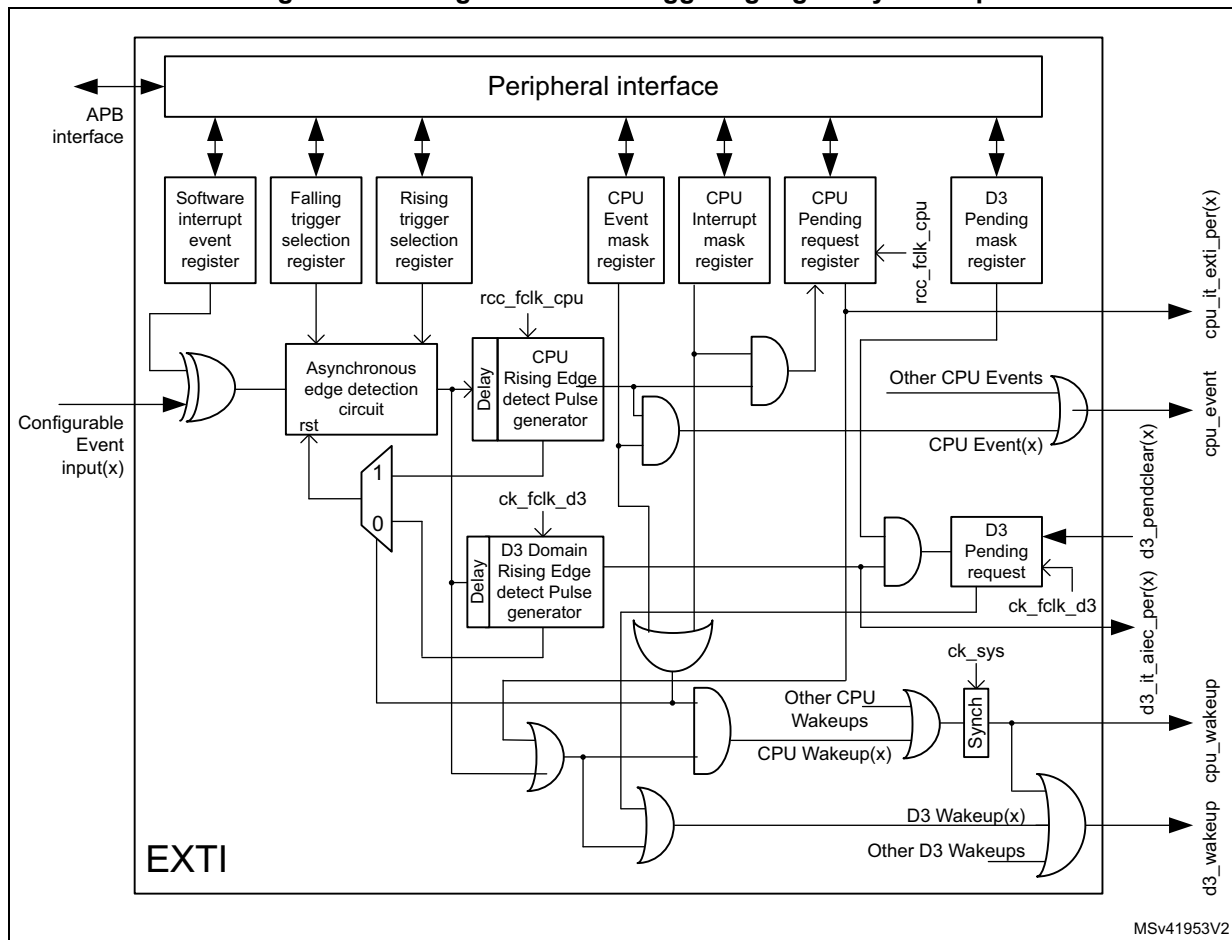 Peripheral interface
APB
interface
Software
interrupt
event
register
Falling
trigger
selection
register
Rising
trigger
selection
register
CPU
Event
mask
register
CPU
Interrupt
mask
register
CPU
Pending
request
register
D3
Pending
mask
register
rcc_fclk_cpu
cpu_it_exti_per(x)
rcc_fclk_cpu
Asynchronous
edge detection
circuit
rst
Delay
CPU
Rising Edge
detect Pulse
generator
Other CPU Events
CPU Event(x)
cpu_event
Configurable
Event
input(x)
1
0
ck_fclk_d3
Delay
D3 Domain
Rising Edge
detect Pulse
generator
D3
Pending
request
d3_pendclear(x)
ck_fclk_d3
d3_it_aiec_per(x)
ck_sys
Other CPU
Wakeups
CPU Wakeup(x)
Synch
cpu_wakeup
D3 Wakeup(x)
Other D3 Wakeups
d3_wakeup
EXTI
MSv41953V2